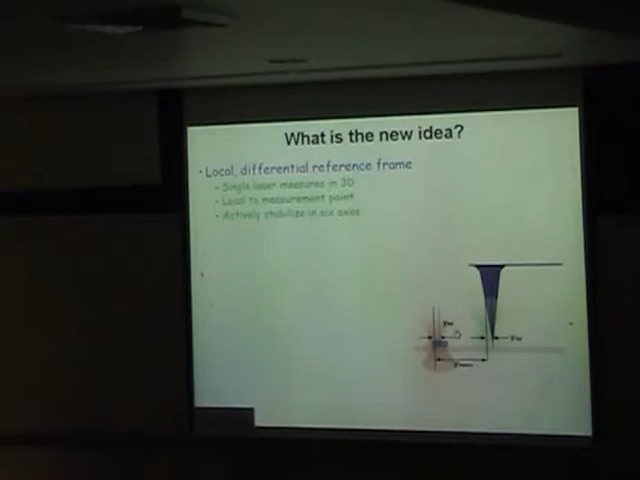 What is the new idea?
• Local, differential reference frame
- Single laser measures in 3D
- Local to measurement point
- Actively stabilize in six axes